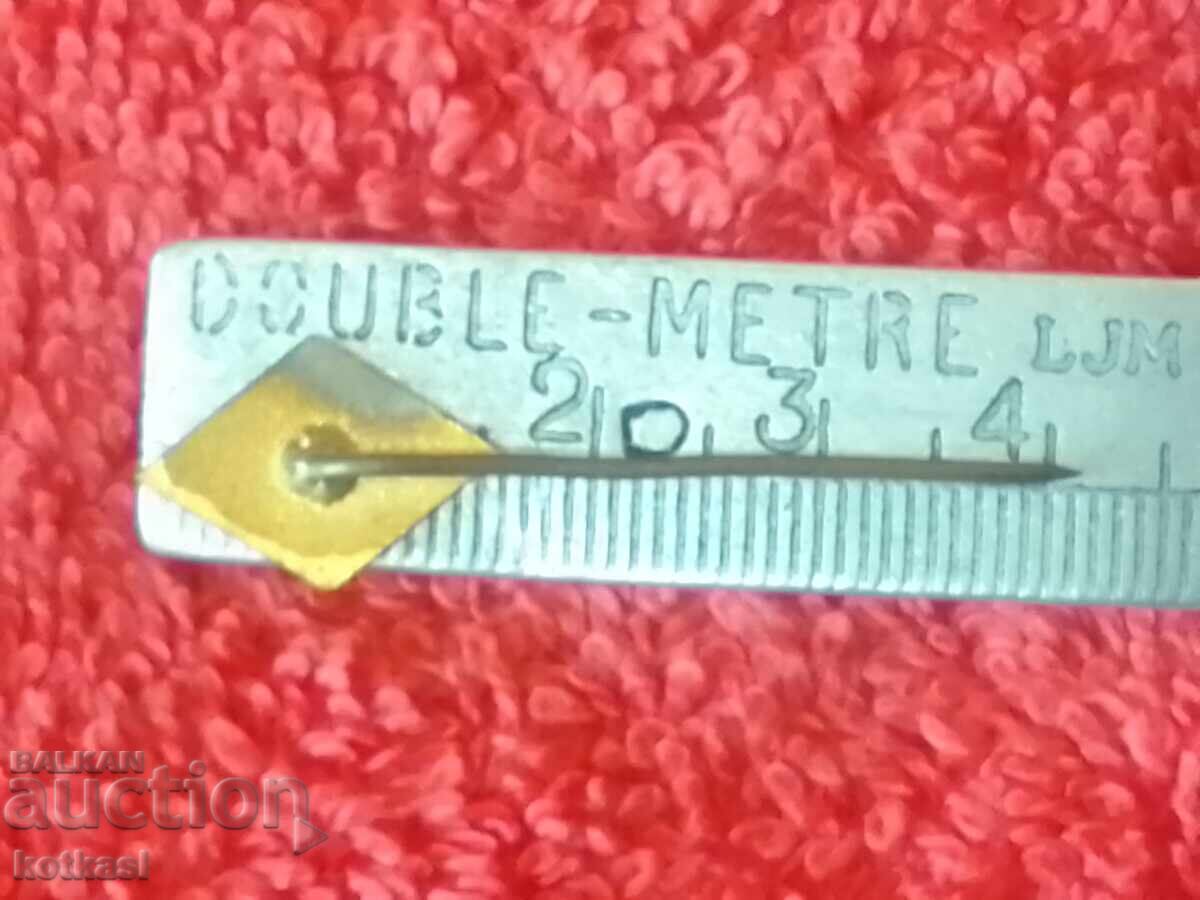 DOUBLE-METRE LJM
2 3 4
BALKAN
auction
kotkasl